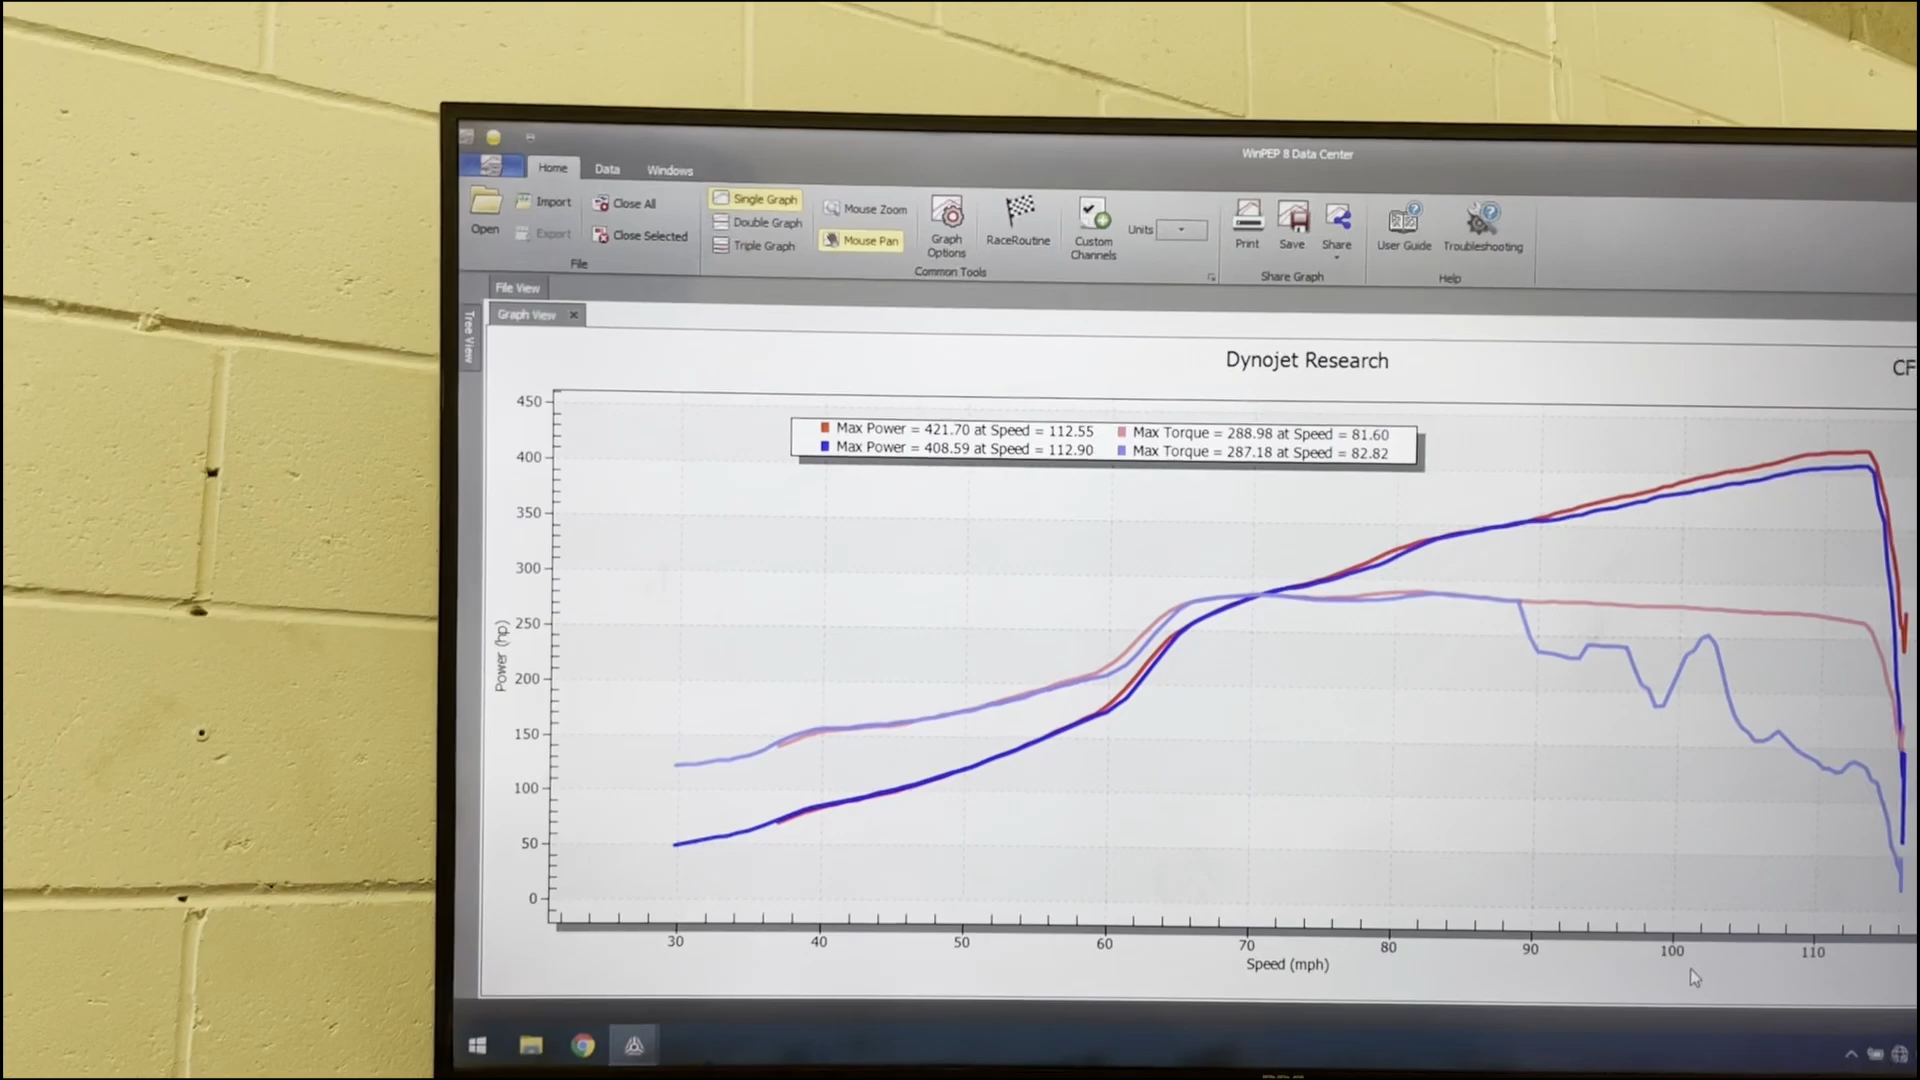 WinPEP 8 Data Center
Home Data Windows
Open
Import
Export
Close All
Close Selected
File
Single Graph
Double Graph
Triple Graph
Mouse Zoom
Mouse Pan
Graph Options
RaceRoutine
Custom Channels
Units
Common Tools
Print Save Share
Share Graph
User Guide Troubleshooting
Help
File View
Tree View
Graph View
Dynojet Research
CF
Max Power = 421.70 at Speed = 112.55 Max Torque = 288.98 at Speed = 81.60
Max Power = 408.59 at Speed = 112.90 Max Torque = 287.18 at Speed = 82.82
Power (hp)
450
400
350
300
250
200
150
100
50
0
30 40 50 60 70 80 90 100 110
Speed (mph)